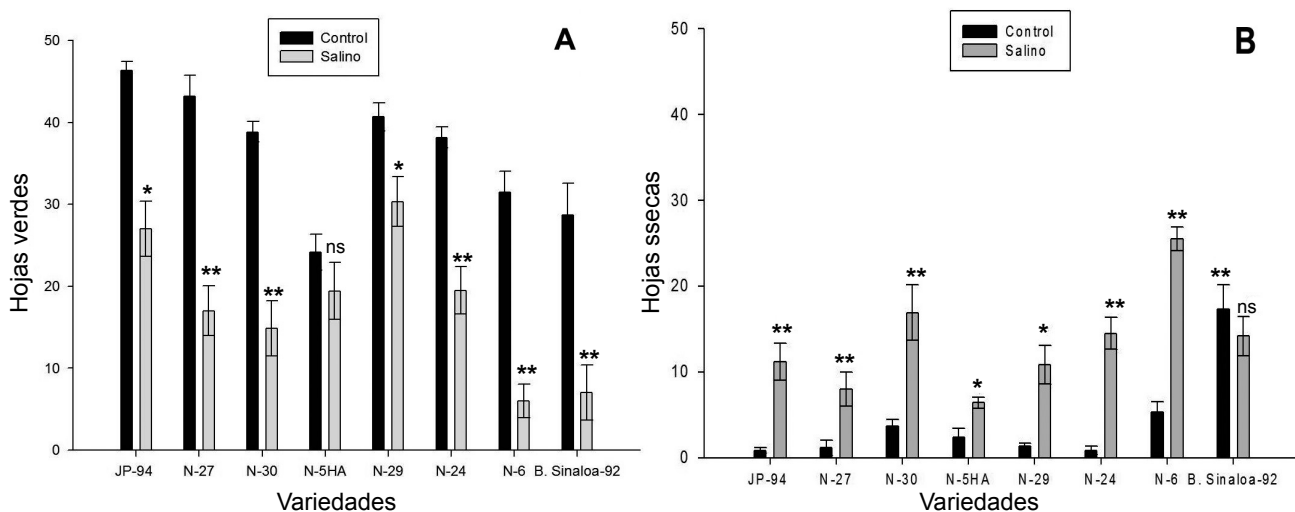 A
Control
Salino
Hojas verdes
50
40
30
20
10
0
*
**
**
ns
*
**
**
**
JP-94 N-27 N-30 N-5HA N-29 N-24 N-6 B. Sinaloa-92
Variedades
B
Control
Salino
Hojas ssecas
50
40
30
20
10
0
**
**
**
*
*
**
**
**
ns
JP-94 N-27 N-30 N-5HA N-29 N-24 N-6 B. Sinaloa-92
Variedades